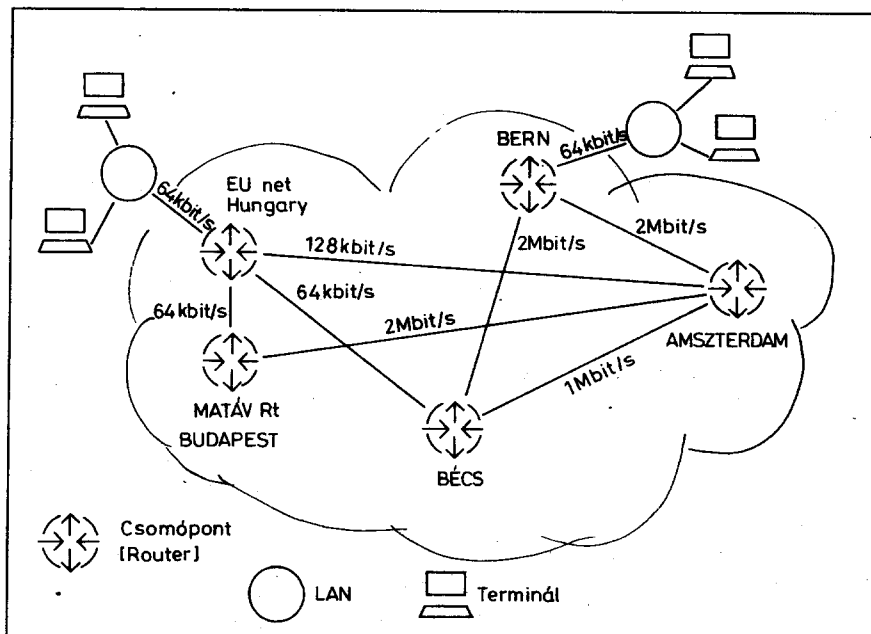 BERN
64kbit/s
EU net
Hungary
64kbit/s
128kbit/s
2Mbit/s
2Mbit/s
64kbit/s
64kbit/s
2Mbit/s
AMSZTERDAM
1Mbit/s
MATÁV Rt
BUDAPEST
BÉCS
Csomópont
[Router]
LAN
Terminál